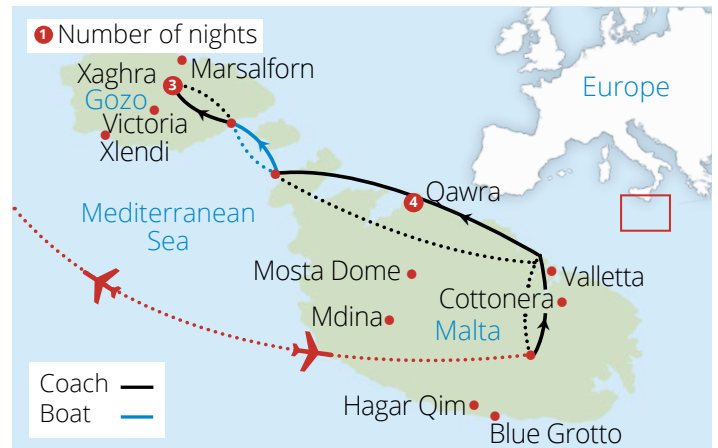 1 Number of nights
Marsalforn
Xaghra
3
Gozo
Victoria
Xlendi
Europe
Mediterranean
Sea
4
Qawra
Mosta Dome
Valletta
Cottonera
Mdina
Malta
Coach
Boat
Hagar Qim
Blue Grotto